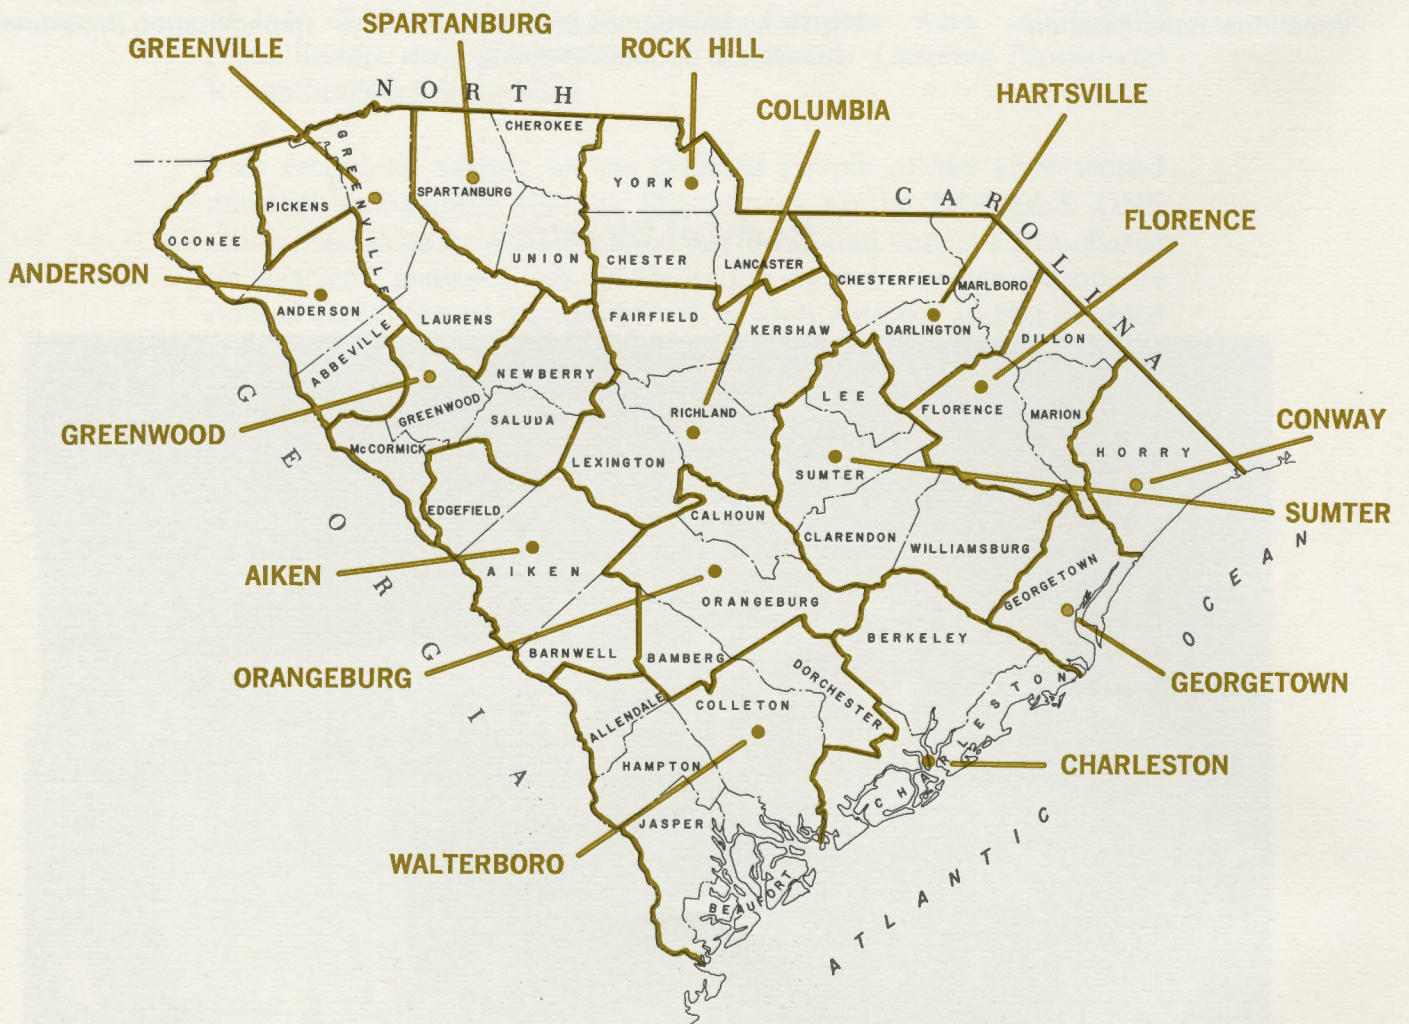 SPARTANBURG
GREENVILLE
ROCK HILL
HARTSVILLE
COLUMBIA
NORTH
CAROLINA
FLORENCE
ANDERSON
CONWAY
GREENWOOD
SUMTER
AIKEN
ORANGEBURG
GEORGETOWN
CHARLESTON
WALTERBORO
GEORGIA
ATLANTIC
OCEAN
CHEROKEE
GREENVILLE
SPARTANBURG
YORK
PICKENS
OCONEE
UNION
CHESTER
LANCASTER
CHESTERFIELD
MARLBORO
ANDERSON
LAURENS
FAIRFIELD
KERSHAW
DARLINGTON
DILLON
ABBEVILLE
NEWBERRY
LEE
GREENWOOD
SALUDA
RICHLAND
FLORENCE
MARION
McCORMICK
LEXINGTON
SUMTER
HORRY
EDGEFIELD
CALHOUN
CLARENDON
WILLIAMSBURG
AIKEN
ORANGEBURG
GEORGETOWN
BARNWELL
BAMBERG
BERKELEY
DORCHESTER
ALLENDALE
COLLETON
CHARLESTON
HAMPTON
JASPER
BEAUFORT